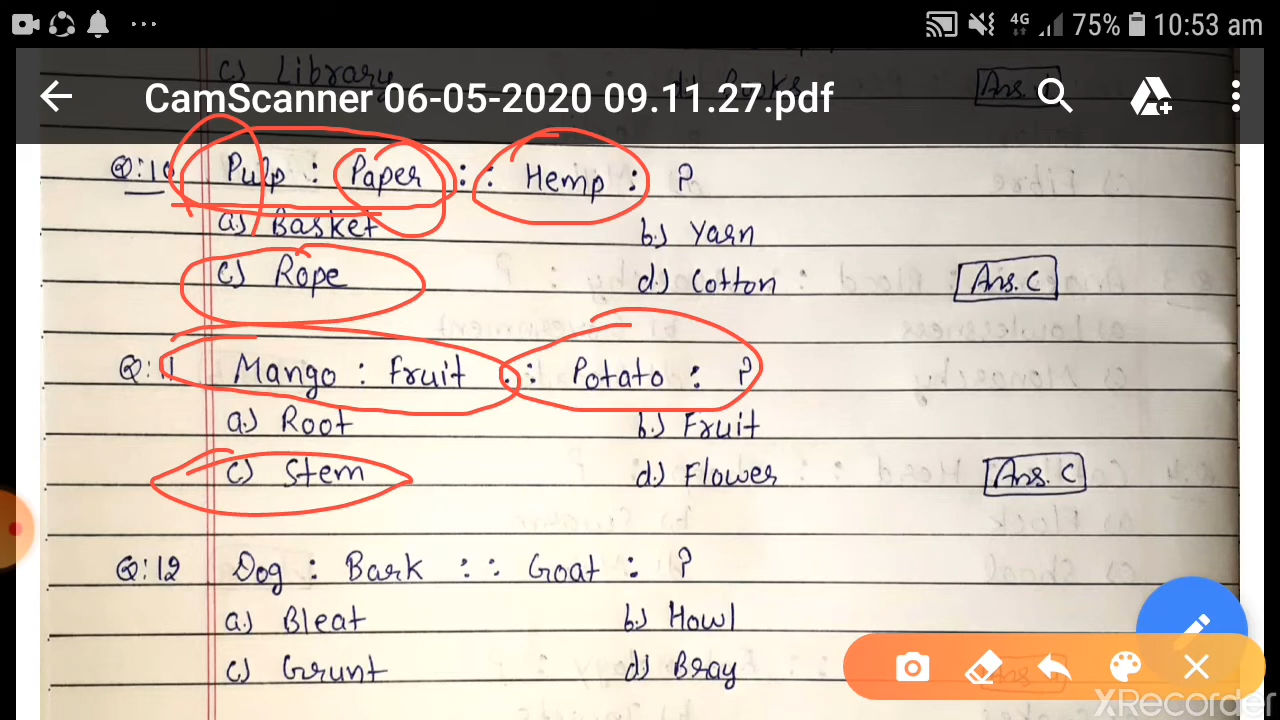 ... 4G 75% 10:53 am
c) Library
CamScanner 06-05-2020 09.11.27.pdf
Q:10 Pulp : Paper :: Hemp : ?
a.) Basket b.) Yarn
c) Rope d.) Cotton Ans. C
Q:11 Mango : Fruit :: Potato : ?
a.) Root b.) Fruit
c.) Stem d.) Flower Ans. C
Q:12 Dog : Bark :: Goat : ?
a.) Bleat b.) Howl
c.) Grunt d.) Bray
XRecorder